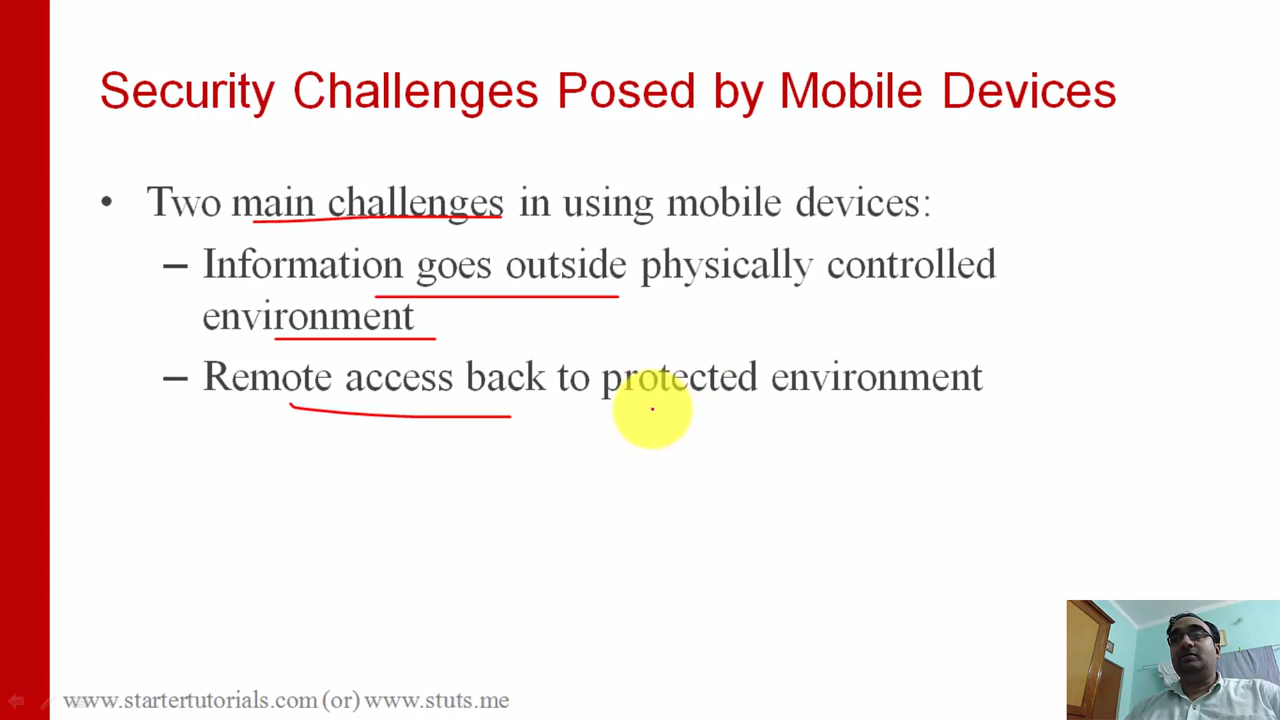 Security Challenges Posed by Mobile Devices
• Two main challenges in using mobile devices:
– Information goes outside physically controlled
environment
– Remote access back to protected environment
www.startertutorials.com (or) www.stuts.me